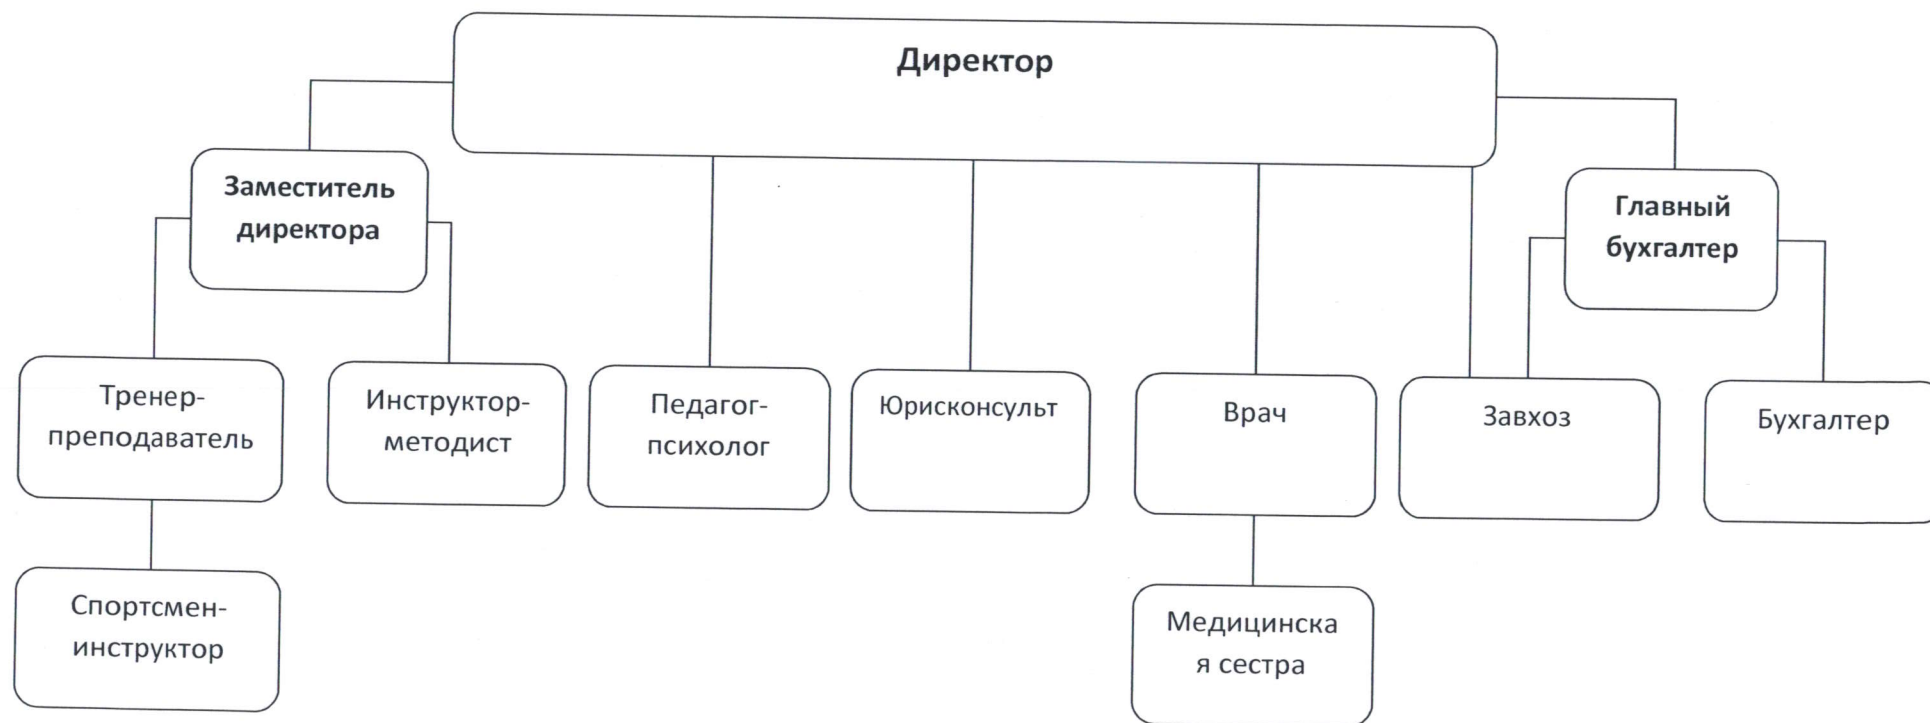 Директор
Заместитель
директора
Главный
бухгалтер
Тренер-
преподаватель
Инструктор-
методист
Педагог-
психолог
Юрисконсульт
Врач
Завхоз
Бухгалтер
Спортсмен-
инструктор
Медицинска
я сестра